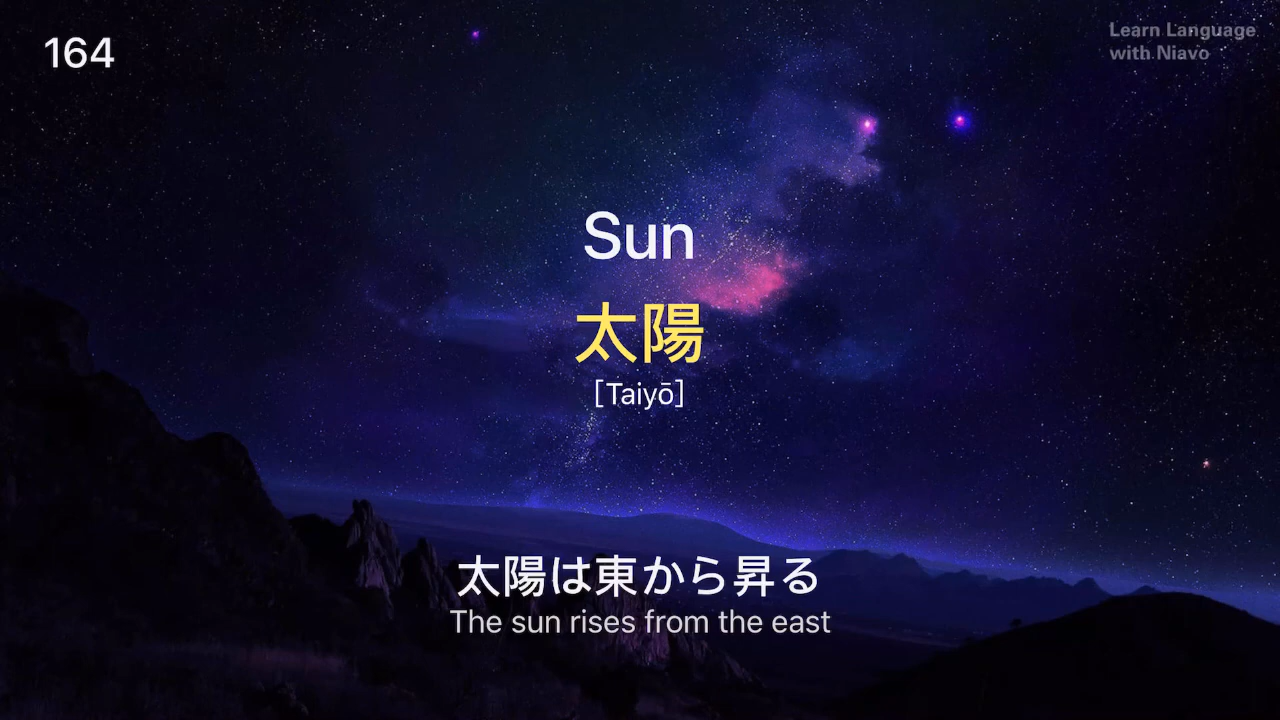 164
Learn Language
with Niavo
Sun
太陽
[Taiyō]
太陽は東から昇る
The sun rises from the east